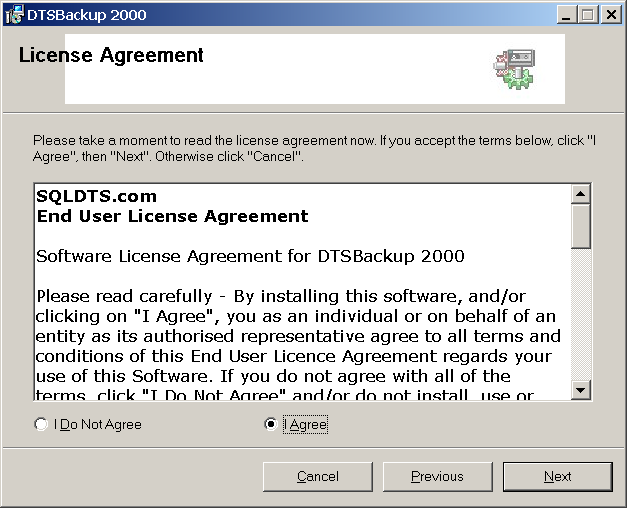 DTSBackup 2000
License Agreement
Please take a moment to read the license agreement now. If you accept the terms below, click "I
Agree", then "Next". Otherwise click "Cancel".
SQLDTS.com
End User License Agreement
Software License Agreement for DTSBackup 2000
Please read carefully - By installing this software, and/or
clicking on "I Agree", you as an individual or on behalf of an
entity as its authorised representative agree to all terms and
conditions of this End User Licence Agreement regards your
use of this Software. If you do not agree with all of the
terms, click "I Do Not Agree" and/or do not install, use or
I Do Not Agree
I Agree
Cancel
Previous
Next